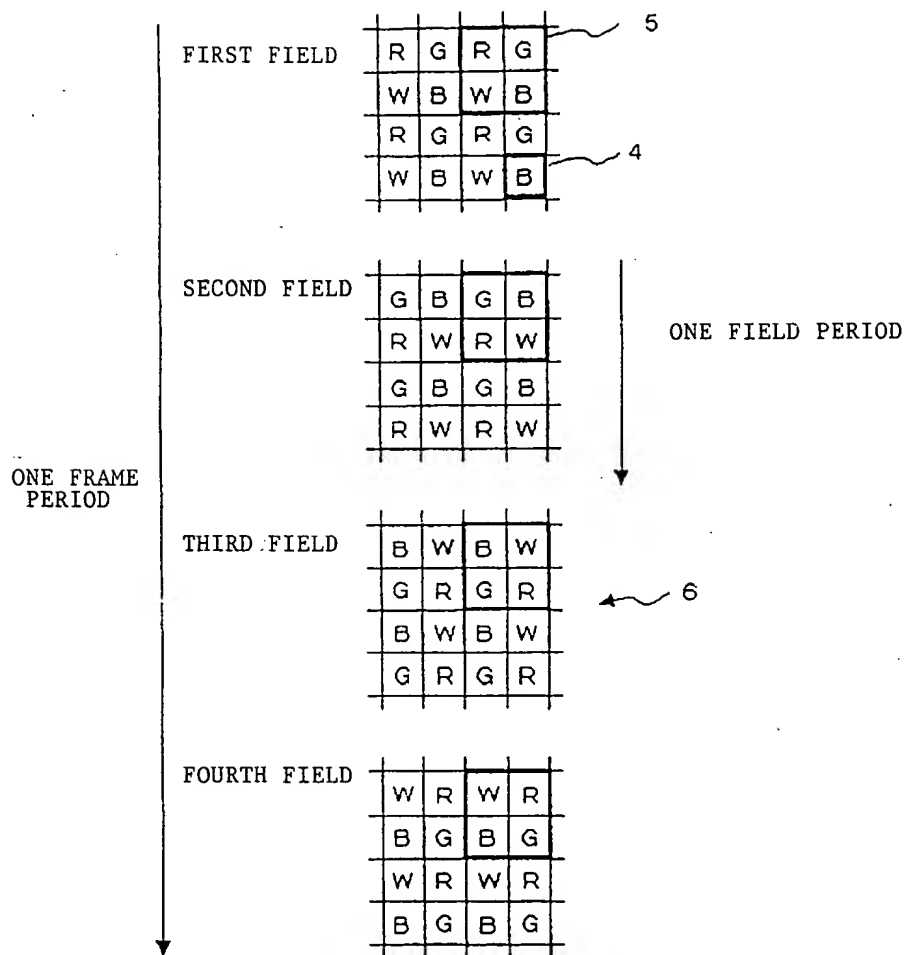 FIRST FIELD
R G R G
5
W B W B
R G R G
W B W B
4
SECOND FIELD
G B G B
R W R W
G B G B
R W R W
ONE FIELD PERIOD
ONE FRAME
PERIOD
THIRD FIELD
B W B W
G R G R
6
B W B W
G R G R
FOURTH FIELD
W R W R
B G B G
W R W R
B G B G